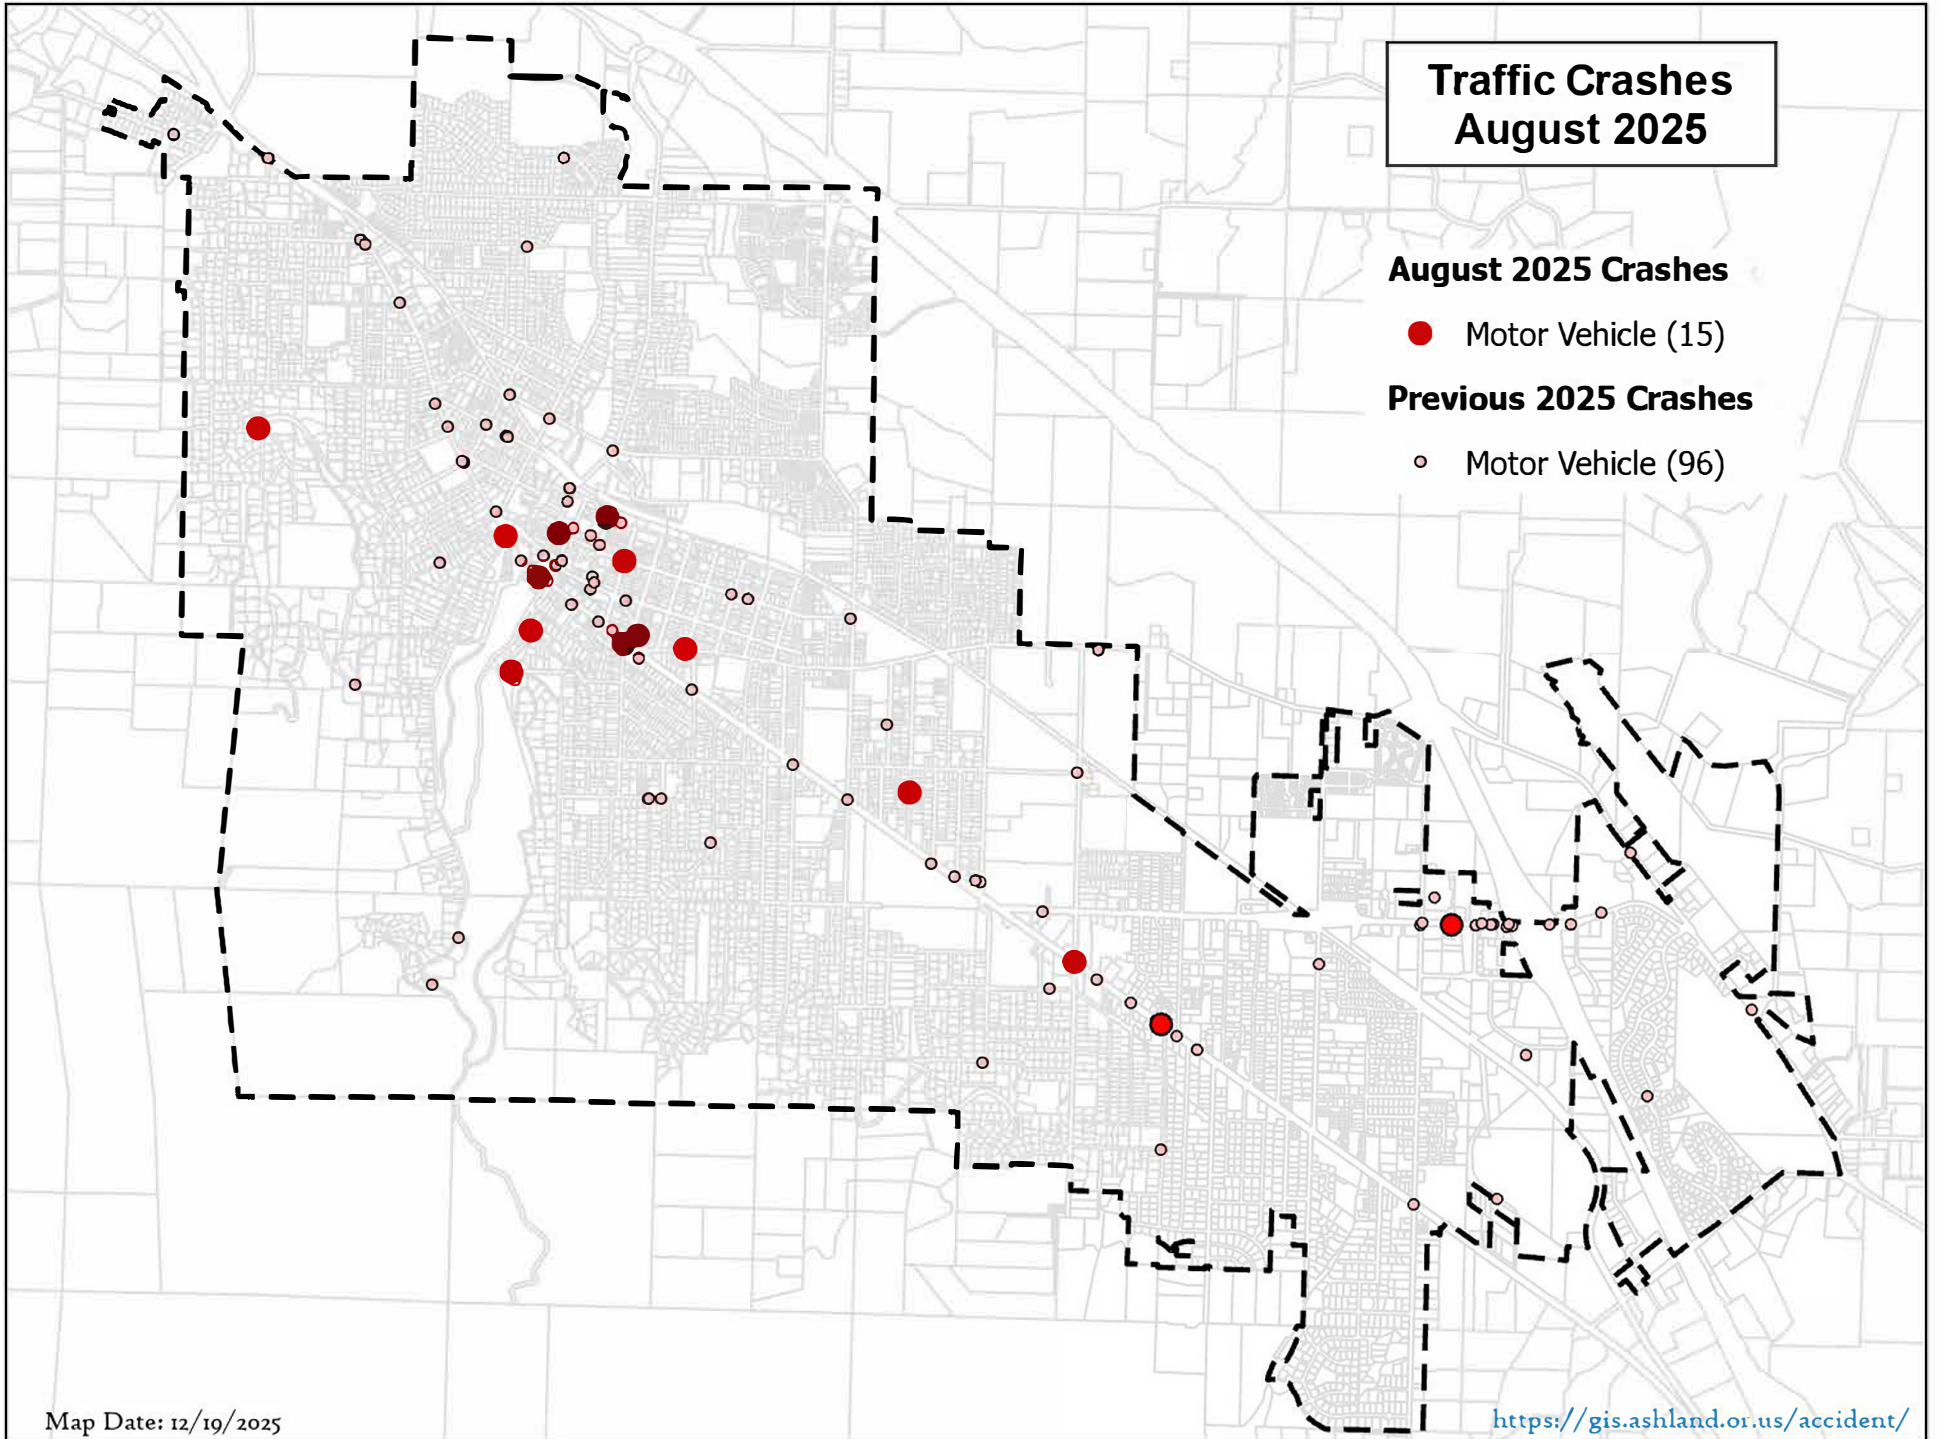 Traffic Crashes
August 2025
August 2025 Crashes
Motor Vehicle (15)
Previous 2025 Crashes
Motor Vehicle (96)
Map Date: 12/19/2025
https://gis.ashland.or.us/accident/